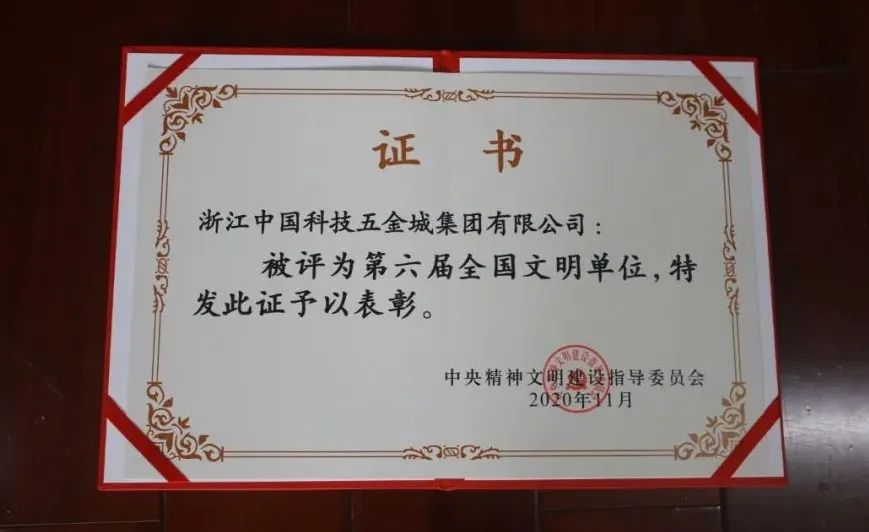 证 书
浙江中国科技五金城集团有限公司：
被评为第六届全国文明单位，特
发此证予以表彰。
中央精神文明建设指导委员会
2020年11月